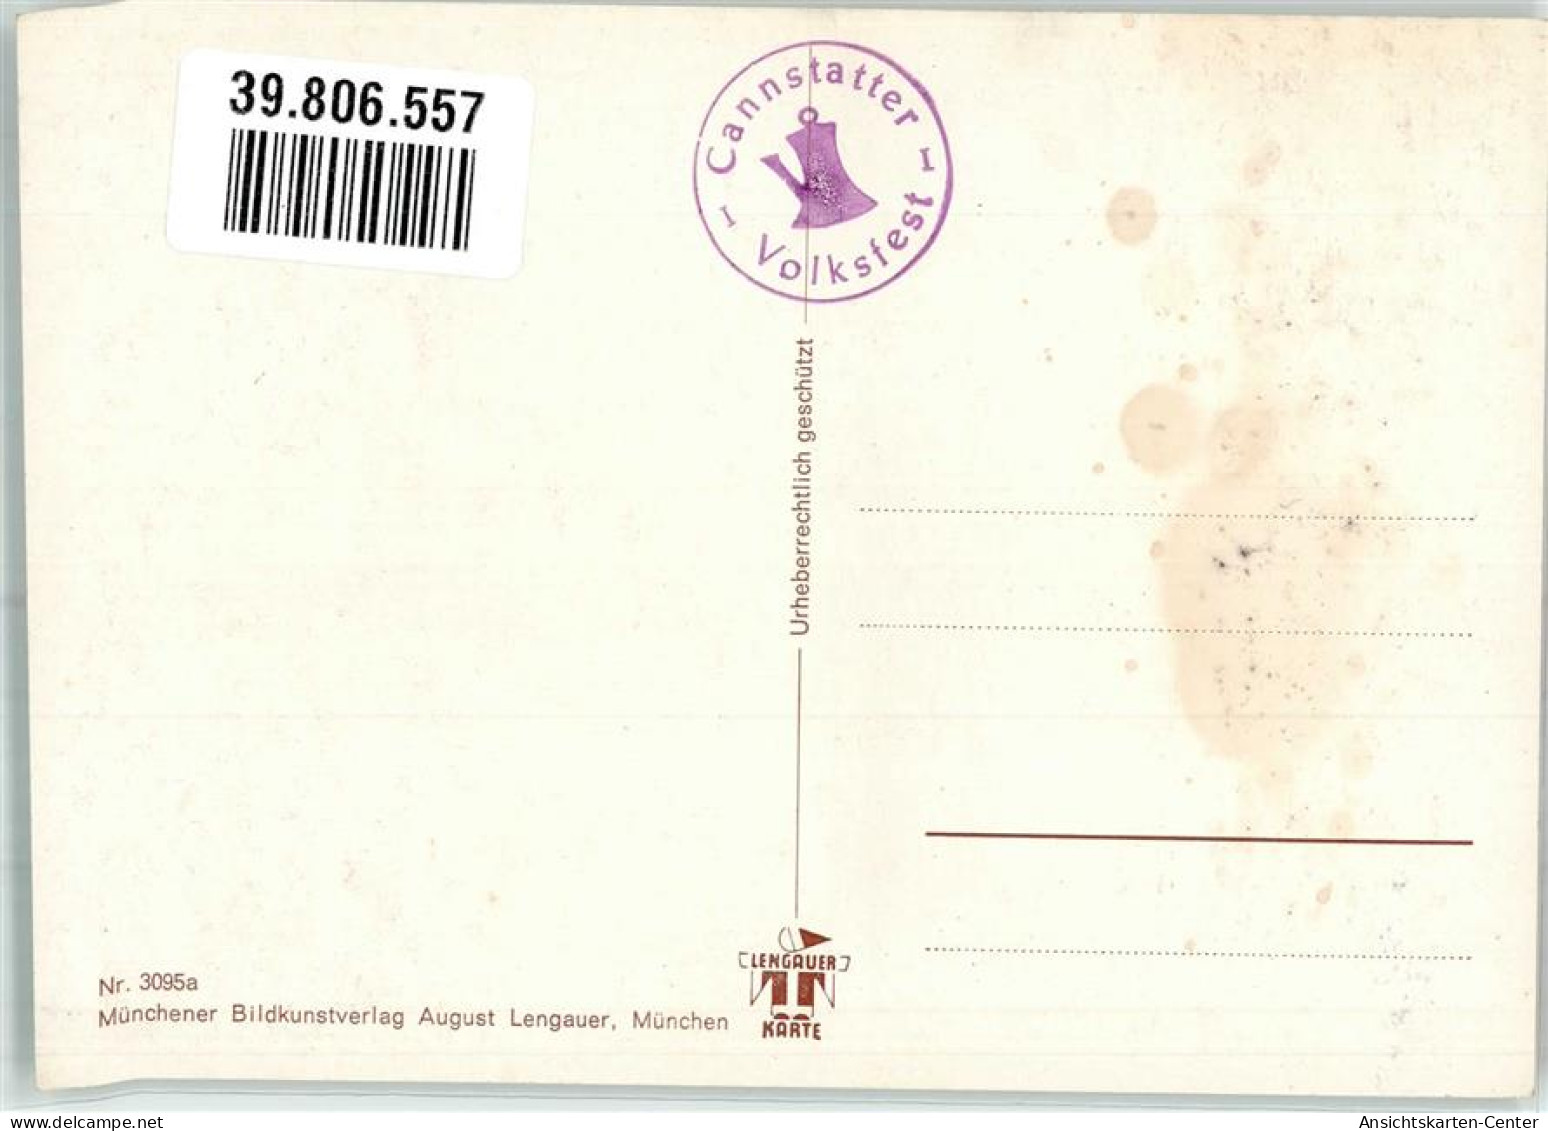 39.806.557
Cannstatter
I I
Volksfest
Urheberrechtlich geschützt
LENGAUER
KARTE
Nr. 3095a
Münchener Bildkunstverlag August Lengauer, München
www.delcampe.net
Ansichtskarten-Center